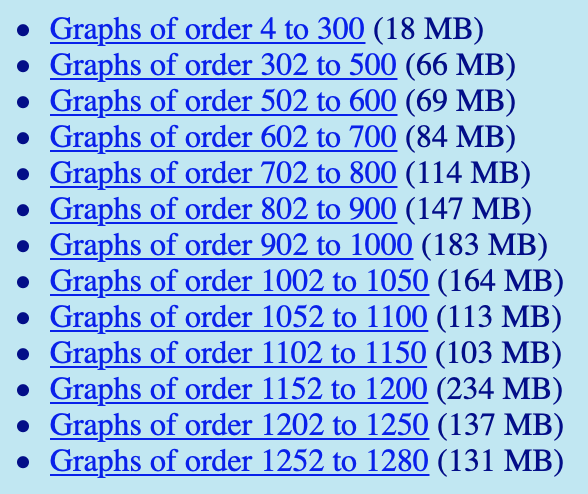 Graphs of order 4 to 300 (18 MB)
Graphs of order 302 to 500 (66 MB)
Graphs of order 502 to 600 (69 MB)
Graphs of order 602 to 700 (84 MB)
Graphs of order 702 to 800 (114 MB)
Graphs of order 802 to 900 (147 MB)
Graphs of order 902 to 1000 (183 MB)
Graphs of order 1002 to 1050 (164 MB)
Graphs of order 1052 to 1100 (113 MB)
Graphs of order 1102 to 1150 (103 MB)
Graphs of order 1152 to 1200 (234 MB)
Graphs of order 1202 to 1250 (137 MB)
Graphs of order 1252 to 1280 (131 MB)